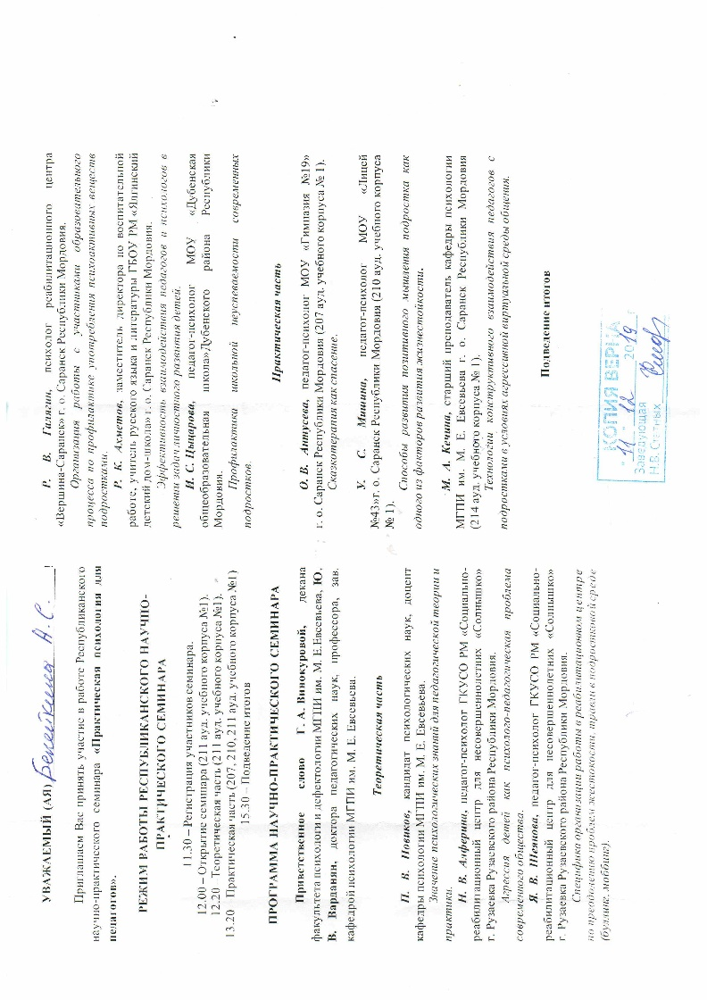 УВАЖАЕМЫЙ (АЯ) Белейкина А.С. !
Приглашаем Вас принять участие в работе Республиканского
научно-практического семинара «Практическая психология для
педагогов».
РЕЖИМ РАБОТЫ РЕСПУБЛИКАНСКОГО НАУЧНО-
ПРАКТИЧЕСКОГО СЕМИНАРА
11.30 – Регистрация участников семинара.
12.00 – Открытие семинара (211 ауд. учебного корпуса №1).
12.20 – Теоретическая часть (211 ауд. учебного корпуса №1).
13.20 Практическая часть (207, 210, 211 ауд. учебного корпуса №1)
15.30 – Подведение итогов
ПРОГРАММА НАУЧНО-ПРАКТИЧЕСКОГО СЕМИНАРА
Приветственное слово Г. А. Винокуровой, декана
факультета психологии и дефектологии МГПИ им. М. Е.Евсевьева, Ю.
В. Варданян, доктора педагогических наук, профессора, зав.
кафедрой психологии МГПИ им. М. Е. Евсевьева.
Теоретическая часть
П. В. Новиков, кандидат психологических наук, доцент
кафедры психологии МГПИ им. М. Е. Евсевьева.
Значение психологических знаний для педагогической теории и
практики.
Н. В. Алферина, педагог-психолог ГКУСО РМ «Социально-
реабилитационный центр для несовершеннолетних «Солнышко»
г. Рузаевка Рузаевского района Республики Мордовия.
Агрессия детей как психолого-педагогическая проблема
современного общества.
Я. В. Шечкова, педагог-психолог ГКУСО РМ «Социально-
реабилитационный центр для несовершеннолетних «Солнышко»
г. Рузаевка Рузаевского района Республики Мордовия.
Специфика организации работы в реабилитационном центре
по преодолению проблем жестокости, травли в подростковой среде
(буллинг, моббинг).
Р. В. Галыгин, психолог реабилитационного центра
«Вершина-Саранск» г. о. Саранск Республики Мордовия.
Организация работы с участниками образовательного
процесса по профилактике употребления психоактивных веществ
подростками.
Р. К. Ахметов, заместитель директора по воспитательной
работе, учитель русского языка и литературы ГБОУ РМ «Ялгинский
детский дом-школа» г. о. Саранск Республики Мордовия.
Эффективность взаимодействия педагогов и психологов в
решении задач личностного развития детей.
И. С. Цыцарова, педагог-психолог МОУ «Дубенская
общеобразовательная школа»Дубенского района Республики
Мордовия.
Профилактики школьной неуспеваемости современных
подростков.
Практическая часть
О. В. Антусева, педагог-психолог МОУ «Гимназия №19»
г. о. Саранск Республики Мордовия (207 ауд. учебного корпуса № 1).
Сказкотерапия как спасение.
У. С. Мишина, педагог-психолог МОУ «Лицей
№43»г. о. Саранск Республики Мордовия (210 ауд. учебного корпуса
№ 1).
Способы развития позитивного мышления подростка как
одного из факторов развития жизнестойкости.
М. А. Кечина, старший преподаватель кафедры психологии
МГПИ им. М. Е. Евсевьева г. о. Саранск Республики Мордовия
(214 ауд. учебного корпуса № 1).
Технологии конструктивного взаимодействия педагогов с
подростками в условиях агрессивной виртуальной среды общения.
Подведение итогов
КОПИЯ ВЕРНА
"11" 12 2019
Заведующая
Н.В.